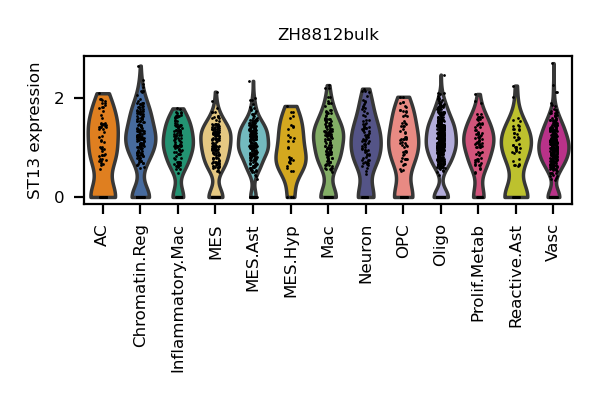 ZH8812bulk
ST13 expression
2
0
AC
Chromatin.Reg
Inflammatory.Mac
MES
MES.Ast
MES.Hyp
Mac
Neuron
OPC
Oligo
Prolif.Metab
Reactive.Ast
Vasc